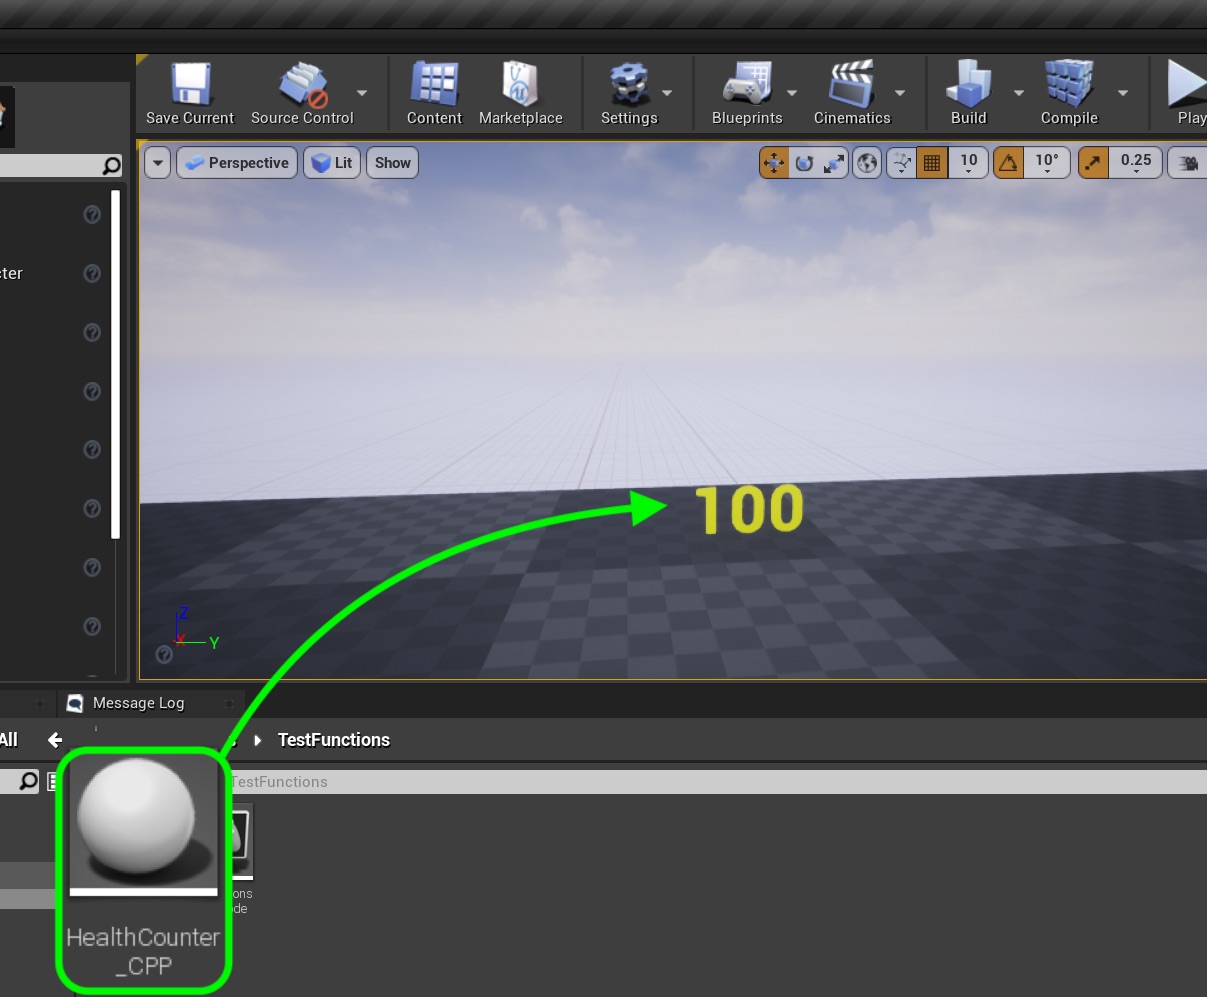 Save Current Source Control Content Marketplace Settings Blueprints Cinematics Build Compile Play
Perspective Lit Show 10 10° 0.25
cter
100
Z
X Y
Message Log
All TestFunctions
TestFunctions
ons
de
HealthCounter
_CPP